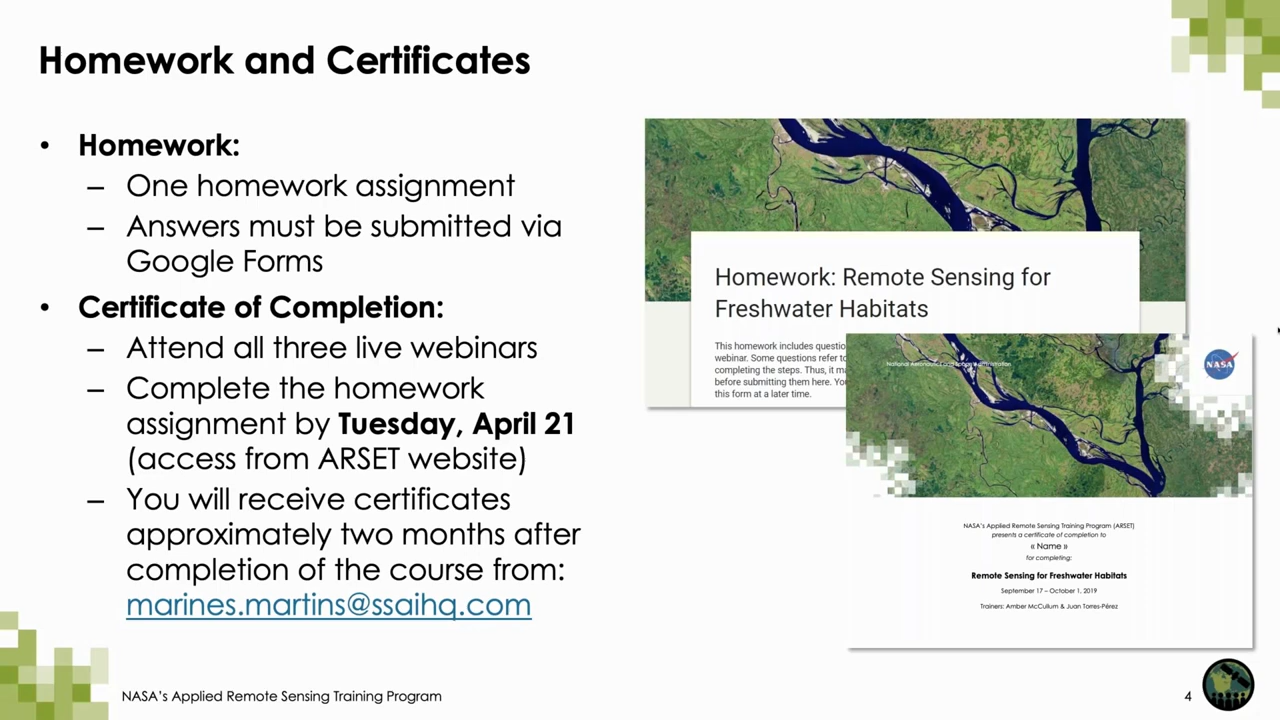 Homework and Certificates
• Homework:
– One homework assignment
– Answers must be submitted via
Google Forms
• Certificate of Completion:
– Attend all three live webinars
– Complete the homework
assignment by Tuesday, April 21
(access from ARSET website)
– You will receive certificates
approximately two months after
completion of the course from:
marines.martins@ssaihq.com
Homework: Remote Sensing for
Freshwater Habitats
This homework includes questio
webinar. Some questions refer to
completing the steps. Thus, it ma
before submitting them here. You
this form at a later time.
National Aeronautics and Space Administration
NASA
NASA's Applied Remote Sensing Training Program (ARSET)
presents a certificate of completion to
« Name »
for completing:
Remote Sensing for Freshwater Habitats
September 17 – October 1, 2019
Trainers: Amber McCullum & Juan Torres-Pérez
NASA's Applied Remote Sensing Training Program
4